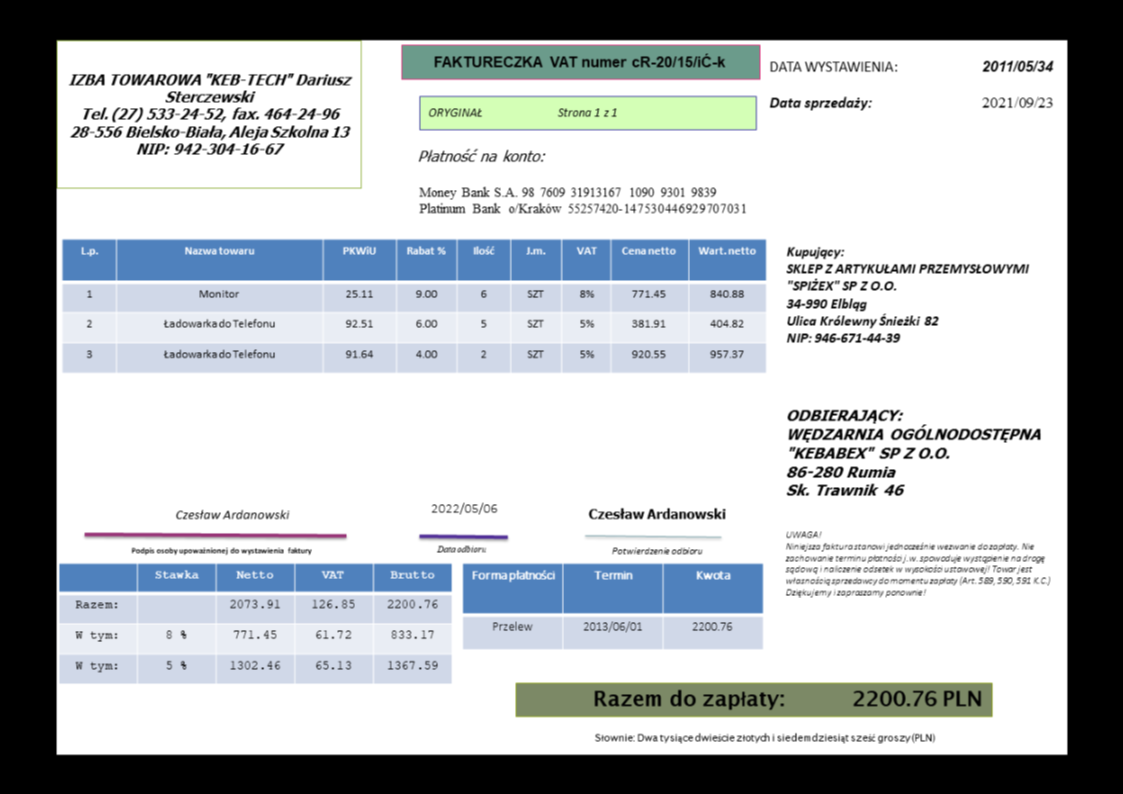 IZBA TOWAROWA "KEB-TECH" Dariusz
Sterczewski
Tel. (27) 533-24-52, fax. 464-24-96
28-556 Bielsko-Biała, Aleja Szkolna 13
NIP: 942-304-16-67
FAKTURECZKA VAT numer cR-20/15/iĆ-k
ORYGINAŁ Strona 1 z 1
DATA WYSTAWIENIA: 2011/05/34
Data sprzedaży: 2021/09/23
Płatność na konto:
Money Bank S.A. 98 7609 31913167 1090 9301 9839
Platinum Bank o/Kraków 55257420-147530446929707031
L.p. Nazwa towaru PKWiU Rabat % Ilość J.m. VAT Cena netto Wart. netto
1 Monitor 25.11 9.00 6 SZT 8% 771.45 840.88
2 Ładowarka do Telefonu 92.51 6.00 5 SZT 5% 381.91 404.82
3 Ładowarka do Telefonu 91.64 4.00 2 SZT 5% 920.55 957.37
Kupujący:
SKLEP Z ARTYKUŁAMI PRZEMYSŁOWYMI
"SPIŻEX" SP Z O.O.
34-990 Elbląg
Ulica Królewny Śnieżki 82
NIP: 946-671-44-39
ODBIERAJĄCY:
WĘDZARNIA OGÓLNODOSTĘPNA
"KEBABEX" SP Z O.O.
86-280 Rumia
Sk. Trawnik 46
Czesław Ardanowski 2022/05/06 Czesław Ardanowski
Podpis osoby upoważnionej do wystawienia faktury Data odbioru Potwierdzenie odbioru
UWAGA!
Niniejsza faktura stanowi jednocześnie wezwanie do zapłaty. Nie
zachowanie terminu płatności j.w. spowoduje wystąpenie na drogę
sądową i naliczenie odsetek w wysokości ustawowej! Towar jest
własnością sprzedawcy do momentu zapłaty (Art. 589, 590, 591 K.C.)
Dziękujemy i zapraszamy ponownie!
Stawka Netto VAT Brutto
Razem: 2073.91 126.85 2200.76
W tym: 8 % 771.45 61.72 833.17
W tym: 5 % 1302.46 65.13 1367.59
Forma płatności Termin Kwota
Przelew 2013/06/01 2200.76
Razem do zapłaty: 2200.76 PLN
Słownie: Dwa tysiące dwieście złotych i siedemdziesiąt sześć groszy (PLN)